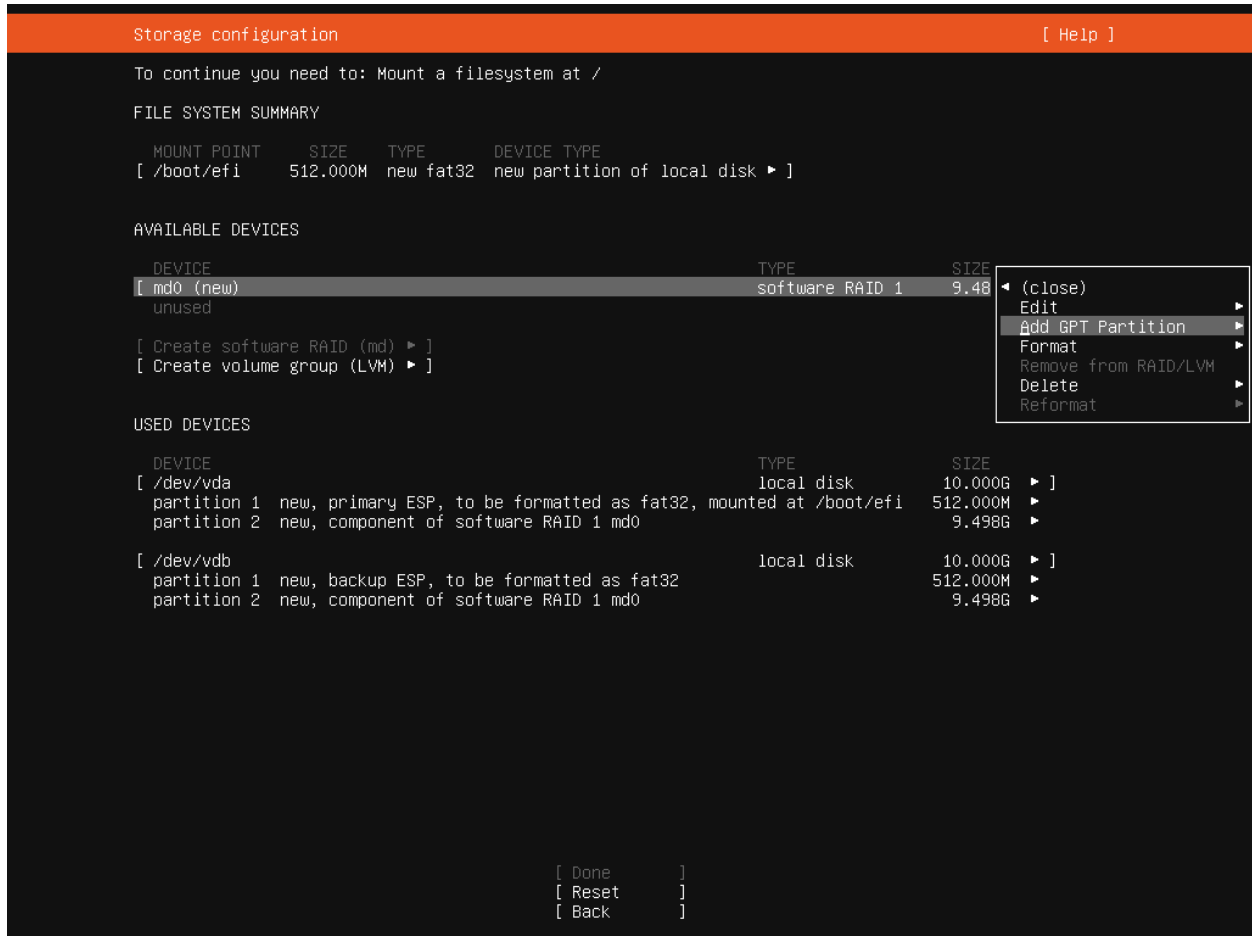 Storage configuration [ Help ]
To continue you need to: Mount a filesystem at /
FILE SYSTEM SUMMARY
MOUNT POINT SIZE TYPE DEVICE TYPE
[ /boot/efi 512.000M new fat32 new partition of local disk ▸ ]
AVAILABLE DEVICES
DEVICE TYPE SIZE
[ md0 (new) software RAID 1 9.48
unused
[ Create software RAID (md) ▸ ]
[ Create volume group (LVM) ▸ ]
◂ (close)
Edit ▸
Add GPT Partition ▸
Format ▸
Remove from RAID/LVM
Delete ▸
Reformat ▸
USED DEVICES
DEVICE TYPE SIZE
[ /dev/vda local disk 10.000G ▸ ]
partition 1 new, primary ESP, to be formatted as fat32, mounted at /boot/efi 512.000M ▸
partition 2 new, component of software RAID 1 md0 9.498G ▸
[ /dev/vdb local disk 10.000G ▸ ]
partition 1 new, backup ESP, to be formatted as fat32 512.000M ▸
partition 2 new, component of software RAID 1 md0 9.498G ▸
[ Done ]
[ Reset ]
[ Back ]